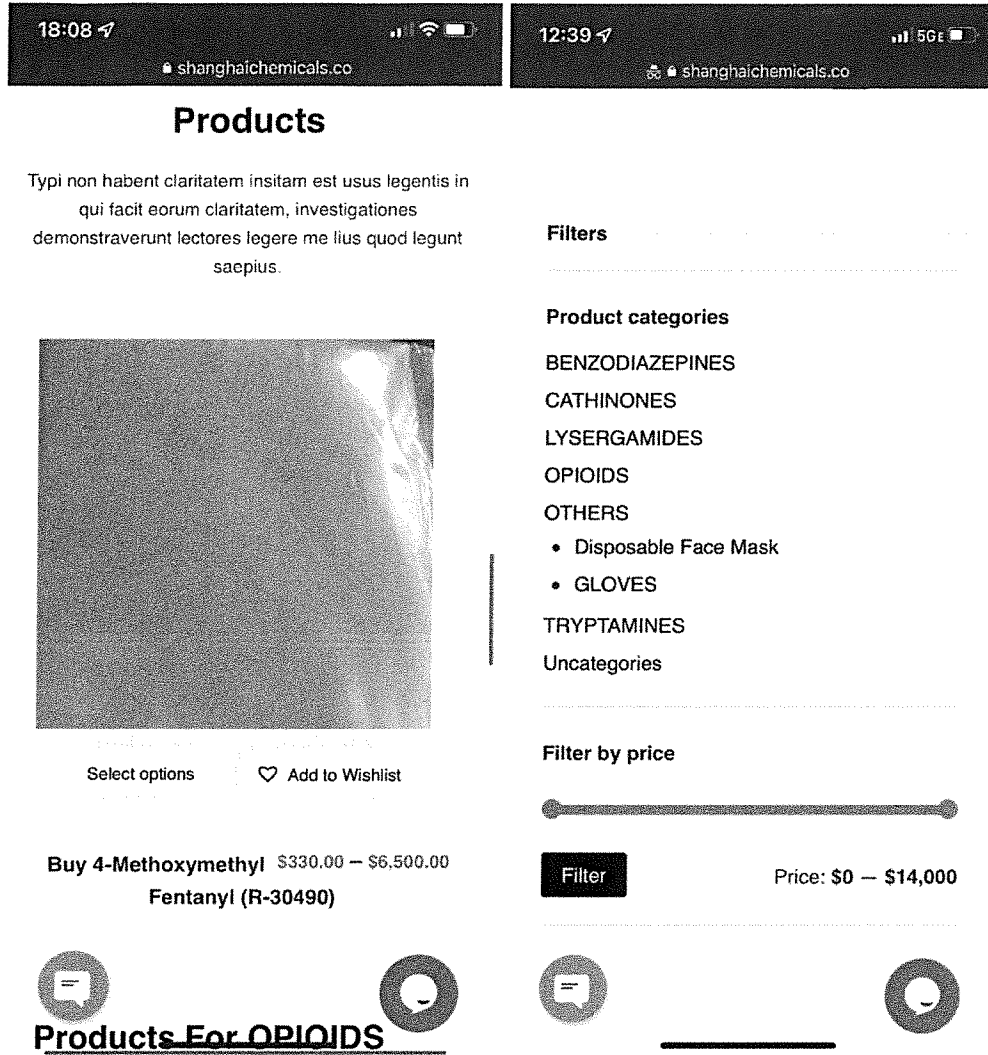 18:08
shanghaichemicals.co
Products
Typi non habent claritatem insitam est usus legentis in
qui facit eorum claritatem, investigationes
demonstraverunt lectores legere me lius quod legunt
saepius.
Select options
Add to Wishlist
Buy 4-Methoxymethyl $330.00 – $6,500.00
Fentanyl (R-30490)
Products For OPIOIDS
12:39
5GE
shanghaichemicals.co
Filters
Product categories
BENZODIAZEPINES
CATHINONES
LYSERGAMIDES
OPIOIDS
OTHERS
• Disposable Face Mask
• GLOVES
TRYPTAMINES
Uncategories
Filter by price
Filter
Price: $0 — $14,000